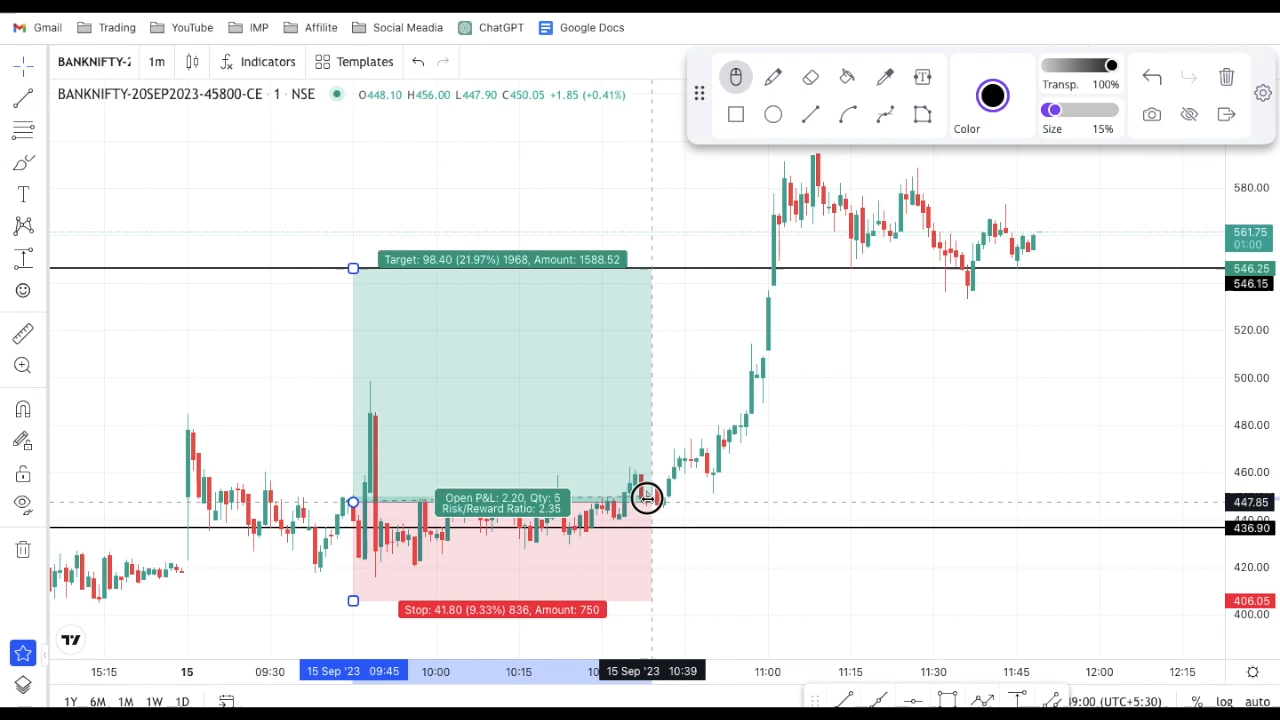 Gmail Trading YouTube IMP Affilite Social Meadia ChatGPT Google Docs
BANKNIFTY-2 1m Indicators Templates
Transp. 100%
Color Size 15%
BANKNIFTY-20SEP2023-45800-CE · 1 · NSE O448.10 H456.00 L447.90 C450.05 +1.85 (+0.41%)
580.00
561.75
01:00
Target: 98.40 (21.97%) 1968, Amount: 1588.52
546.25
546.15
520.00
500.00
480.00
460.00
Open P&L: 2.20, Qty: 5
Risk/Reward Ratio: 2.35
447.85
436.90
420.00
406.05
Stop: 41.80 (9.33%) 836, Amount: 750
400.00
15:15 15 09:30 15 Sep '23 09:45 10:00 10:15 15 Sep '23 10:39 11:00 11:15 11:30 11:45 12:00 12:15
1Y 6M 1M 1W 1D 09:00 (UTC+5:30) % log auto